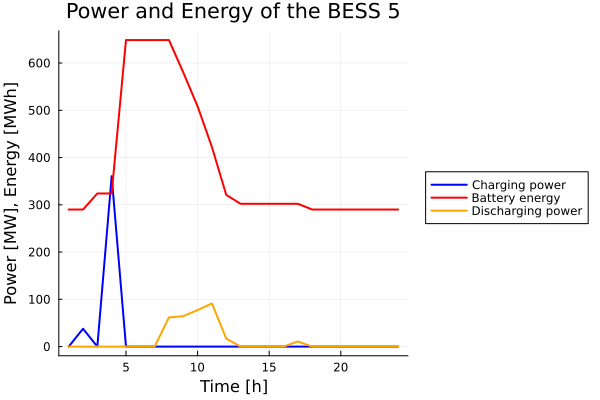 Power and Energy of the BESS 5
Power [MW], Energy [MWh]
600
500
400
300
200
100
0
5
10
15
20
Time [h]
Charging power
Battery energy
Discharging power